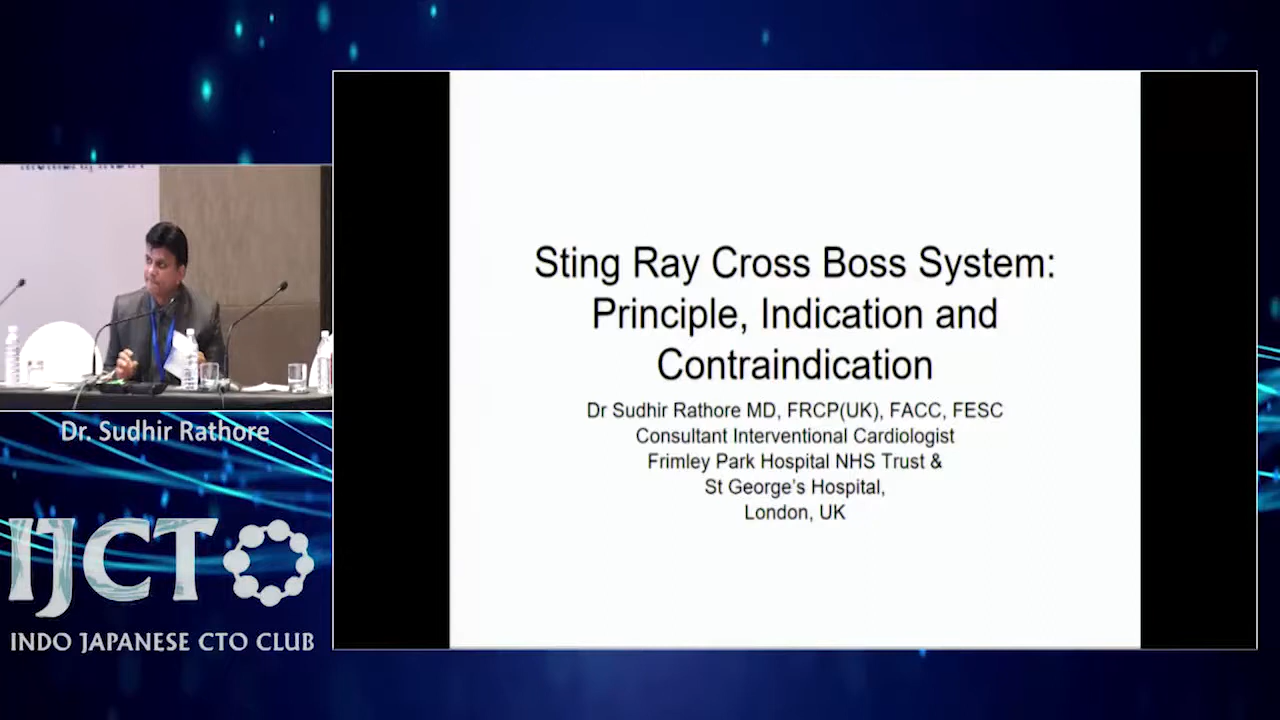 Sting Ray Cross Boss System:
Principle, Indication and
Contraindication
Dr Sudhir Rathore MD, FRCP(UK), FACC, FESC
Consultant Interventional Cardiologist
Frimley Park Hospital NHS Trust &
St George's Hospital,
London, UK
Dr. Sudhir Rathore
IJCTO
INDO JAPANESE CTO CLUB